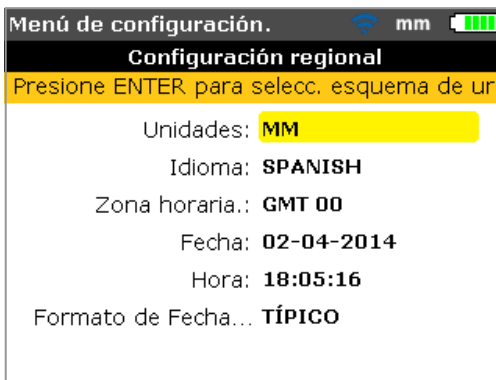 Menú de configuración. mm
Configuración regional
Presione ENTER para selecc. esquema de ur
Unidades: MM
Idioma: SPANISH
Zona horaria.: GMT 00
Fecha: 02-04-2014
Hora: 18:05:16
Formato de Fecha... TÍPICO